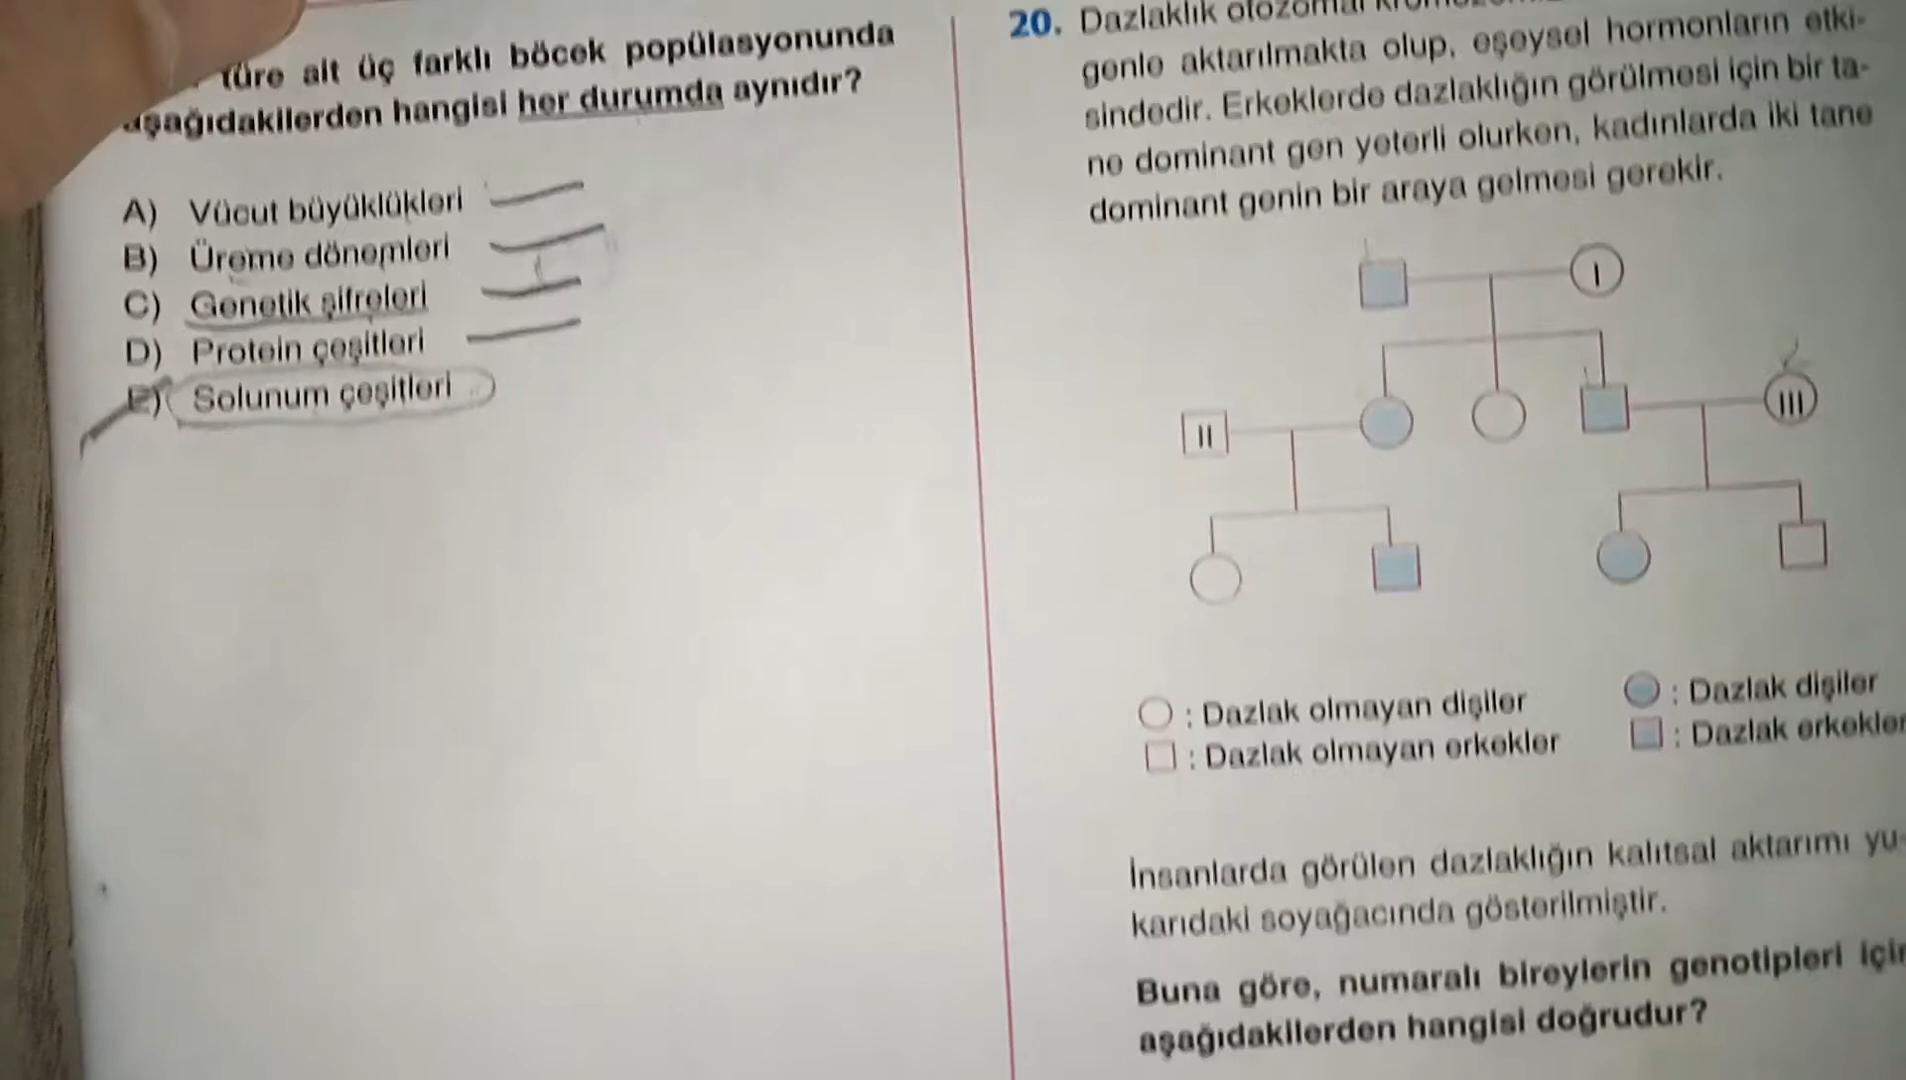 türe ait üç farklı böcek popülasyonunda
aşağıdakilerden hangisi her durumda aynıdır?
A) Vücut büyüklükleri
B) Üreme dönemleri
C) Genetik şifreleri
D) Protein çeşitleri
E) Solunum çeşitleri
20. Dazlaklık otozomal
genle aktarılmakta olup, eşeysel hormonların etki-
sindedir. Erkeklerde dazlaklığın görülmesi için bir ta-
ne dominant gen yeterli olurken, kadınlarda iki tane
dominant genin bir araya gelmesi gerekir.
I
II
III
: Dazlak olmayan dişiler
: Dazlak dişiler
: Dazlak olmayan erkekler
: Dazlak erkekler
İnsanlarda görülen dazlaklığın kalıtsal aktarımı yu-
karıdaki soyağacında gösterilmiştir.
Buna göre, numaralı bireylerin genotipleri için
aşağıdakilerden hangisi doğrudur?